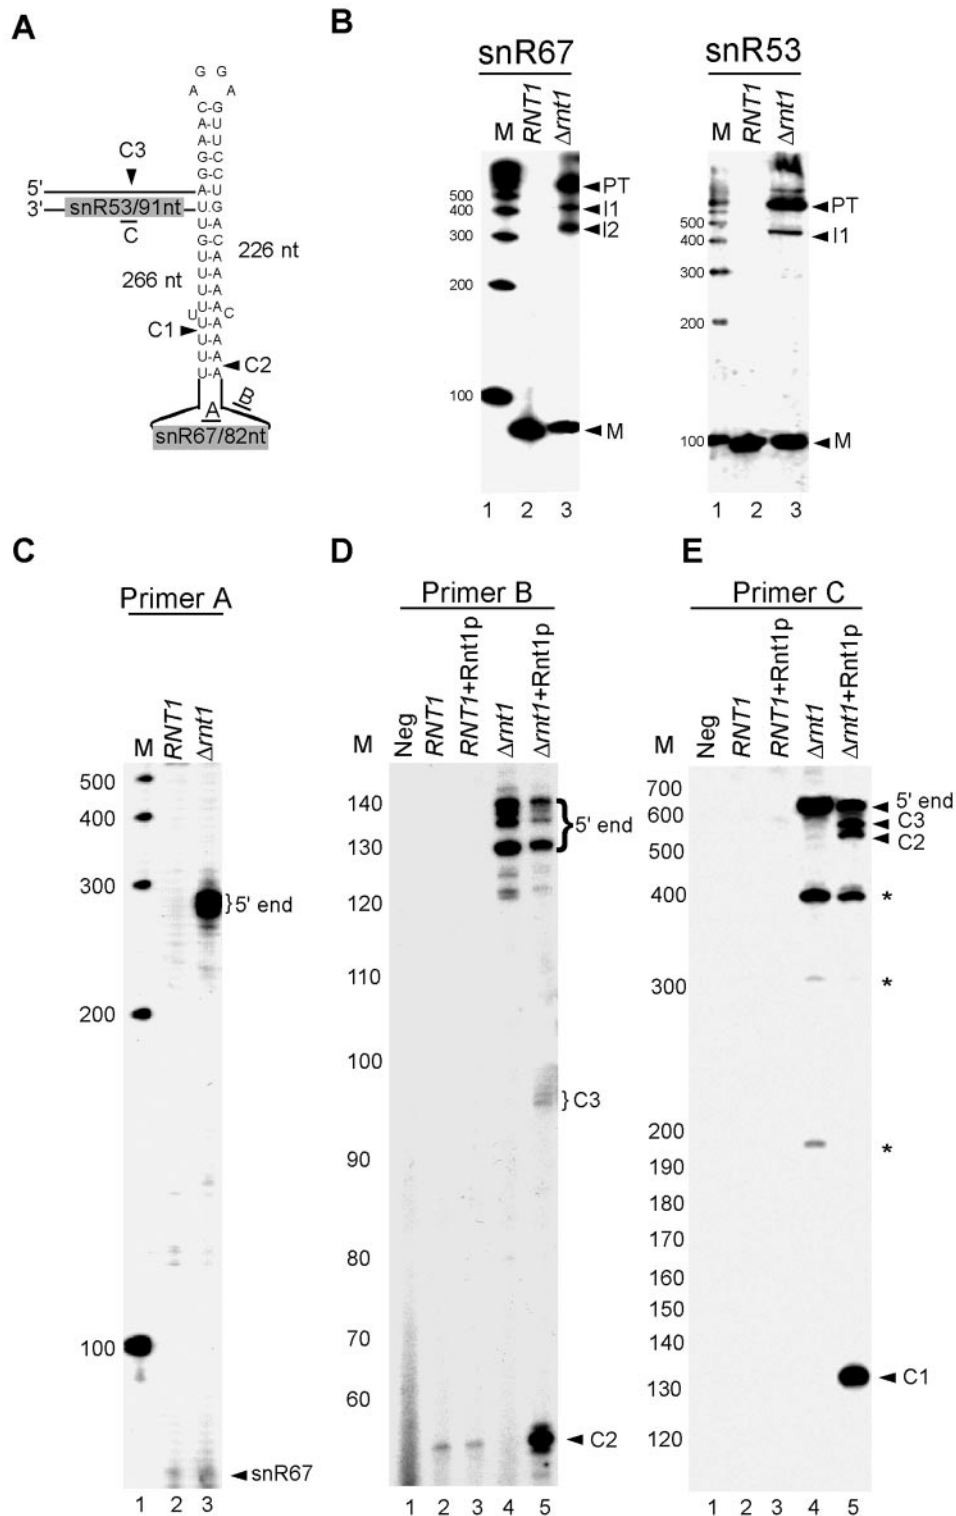 A
G G
A A
C-G
A-U
A-U
G-C
G-C
A-U
U-G
U-A
G-C
U-A
U-A
U-A
U-A
U C
U-A
U-A
U-A
U-A
C3
5'
3'
snR53/91nt
C
226 nt
266 nt
C1
C2
A
B
snR67/82nt
B
snR67
M
RNT1
Δrnt1
500
400
300
200
100
PT
I1
I2
M
1 2 3
snR53
M
RNT1
Δrnt1
500
400
300
200
100
PT
I1
M
1 2 3
C
Primer A
M
RNT1
Δrnt1
500
400
300
200
100
}5' end
snR67
1 2 3
D
Primer B
M
Neg
RNT1
RNT1+Rnt1p
Δrnt1
Δrnt1+Rnt1p
140
130
120
110
100
90
80
70
60
}5' end
}C3
C2
1 2 3 4 5
E
Primer C
M
Neg
RNT1
RNT1+Rnt1p
Δrnt1
Δrnt1+Rnt1p
700
600
500
400
300
200
190
180
170
160
150
140
130
120
5' end
C3
C2
*
*
*
C1
1 2 3 4 5